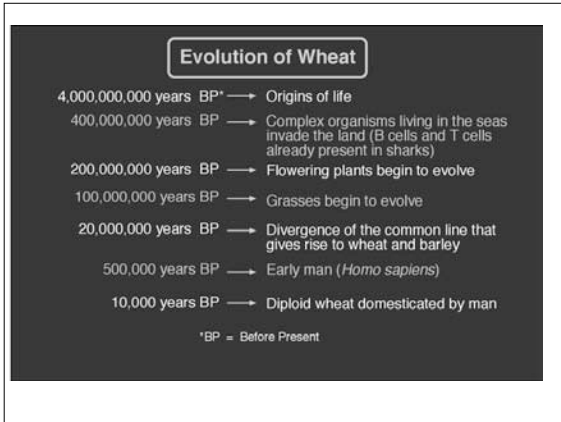 Evolution of Wheat
4,000,000,000 years BP* → Origins of life
400,000,000 years BP → Complex organisms living in the seas
invade the land (B cells and T cells
already present in sharks)
200,000,000 years BP → Flowering plants begin to evolve
100,000,000 years BP → Grasses begin to evolve
20,000,000 years BP → Divergence of the common line that
gives rise to wheat and barley
500,000 years BP → Early man (Homo sapiens)
10,000 years BP → Diploid wheat domesticated by man
*BP = Before Present